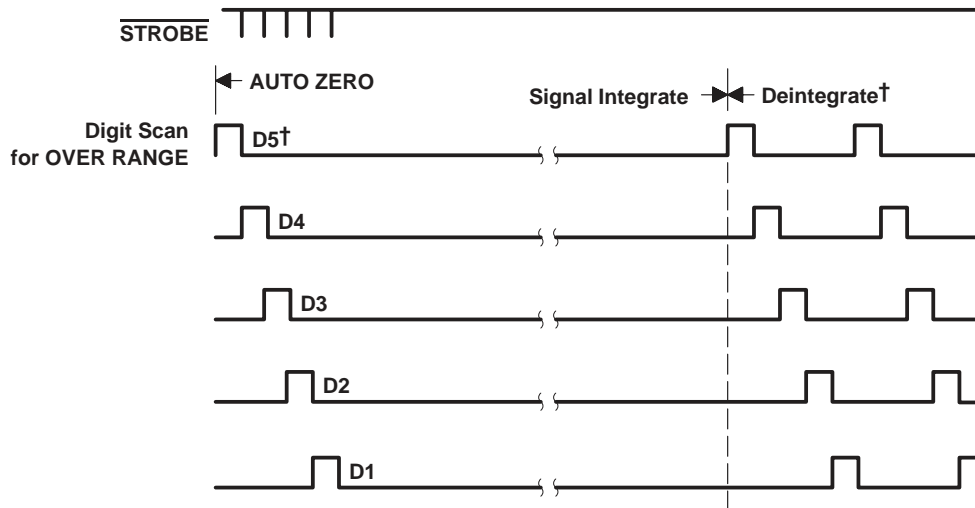 STROBE
AUTO ZERO
Signal Integrate
Deintegrate†
Digit Scan
for OVER RANGE
D5†
D4
D3
D2
D1